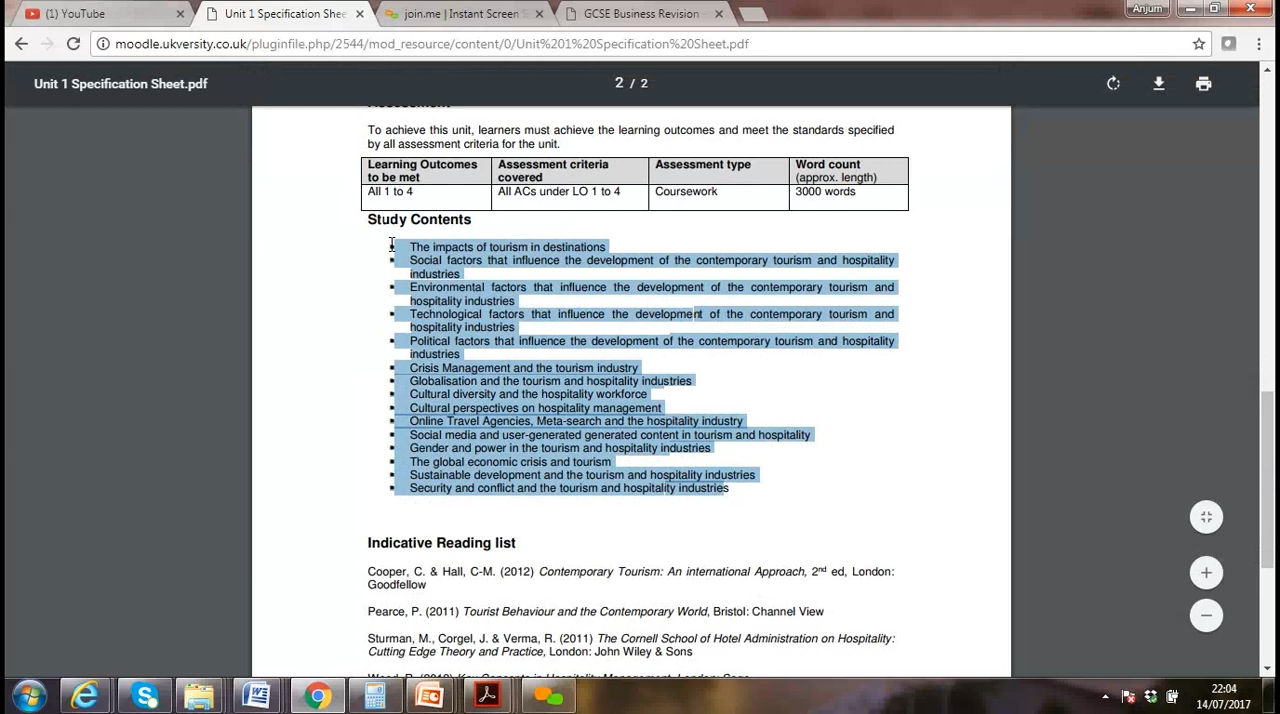 (1) YouTube
Unit 1 Specification Shee
join.me | Instant Screen S
GCSE Business Revision
Anjum
moodle.ukversity.co.uk/pluginfile.php/2544/mod_resource/content/0/Unit%201%20Specification%20Sheet.pdf
Unit 1 Specification Sheet.pdf
2 / 2
Assessment
To achieve this unit, learners must achieve the learning outcomes and meet the standards specified
by all assessment criteria for the unit.
Learning Outcomes to be met
Assessment criteria covered
Assessment type
Word count (approx. length)
All 1 to 4
All ACs under LO 1 to 4
Coursework
3000 words
Study Contents
The impacts of tourism in destinations
Social factors that influence the development of the contemporary tourism and hospitality
industries
Environmental factors that influence the development of the contemporary tourism and
hospitality industries
Technological factors that influence the development of the contemporary tourism and
hospitality industries
Political factors that influence the development of the contemporary tourism and hospitality
industries
Crisis Management and the tourism industry
Globalisation and the tourism and hospitality industries
Cultural diversity and the hospitality workforce
Cultural perspectives on hospitality management
Online Travel Agencies, Meta-search and the hospitality industry
Social media and user-generated generated content in tourism and hospitality
Gender and power in the tourism and hospitality industries
The global economic crisis and tourism
Sustainable development and the tourism and hospitality industries
Security and conflict and the tourism and hospitality industries
Indicative Reading list
Cooper, C. & Hall, C-M. (2012) Contemporary Tourism: An international Approach, 2nd ed, London:
Goodfellow
Pearce, P. (2011) Tourist Behaviour and the Contemporary World, Bristol: Channel View
Sturman, M., Corgel, J. & Verma, R. (2011) The Cornell School of Hotel Administration on Hospitality:
Cutting Edge Theory and Practice, London: John Wiley & Sons
22:04
14/07/2017